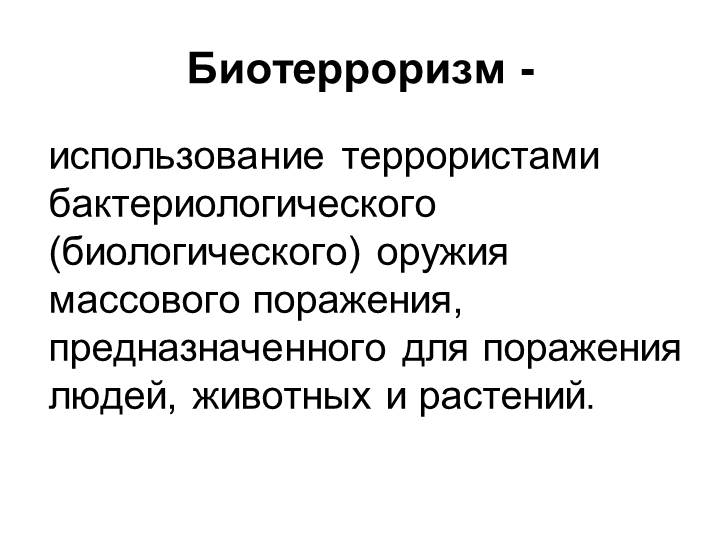 Биотерроризм -
использование террористами
бактериологического
(биологического) оружия
массового поражения,
предназначенного для поражения
людей, животных и растений.